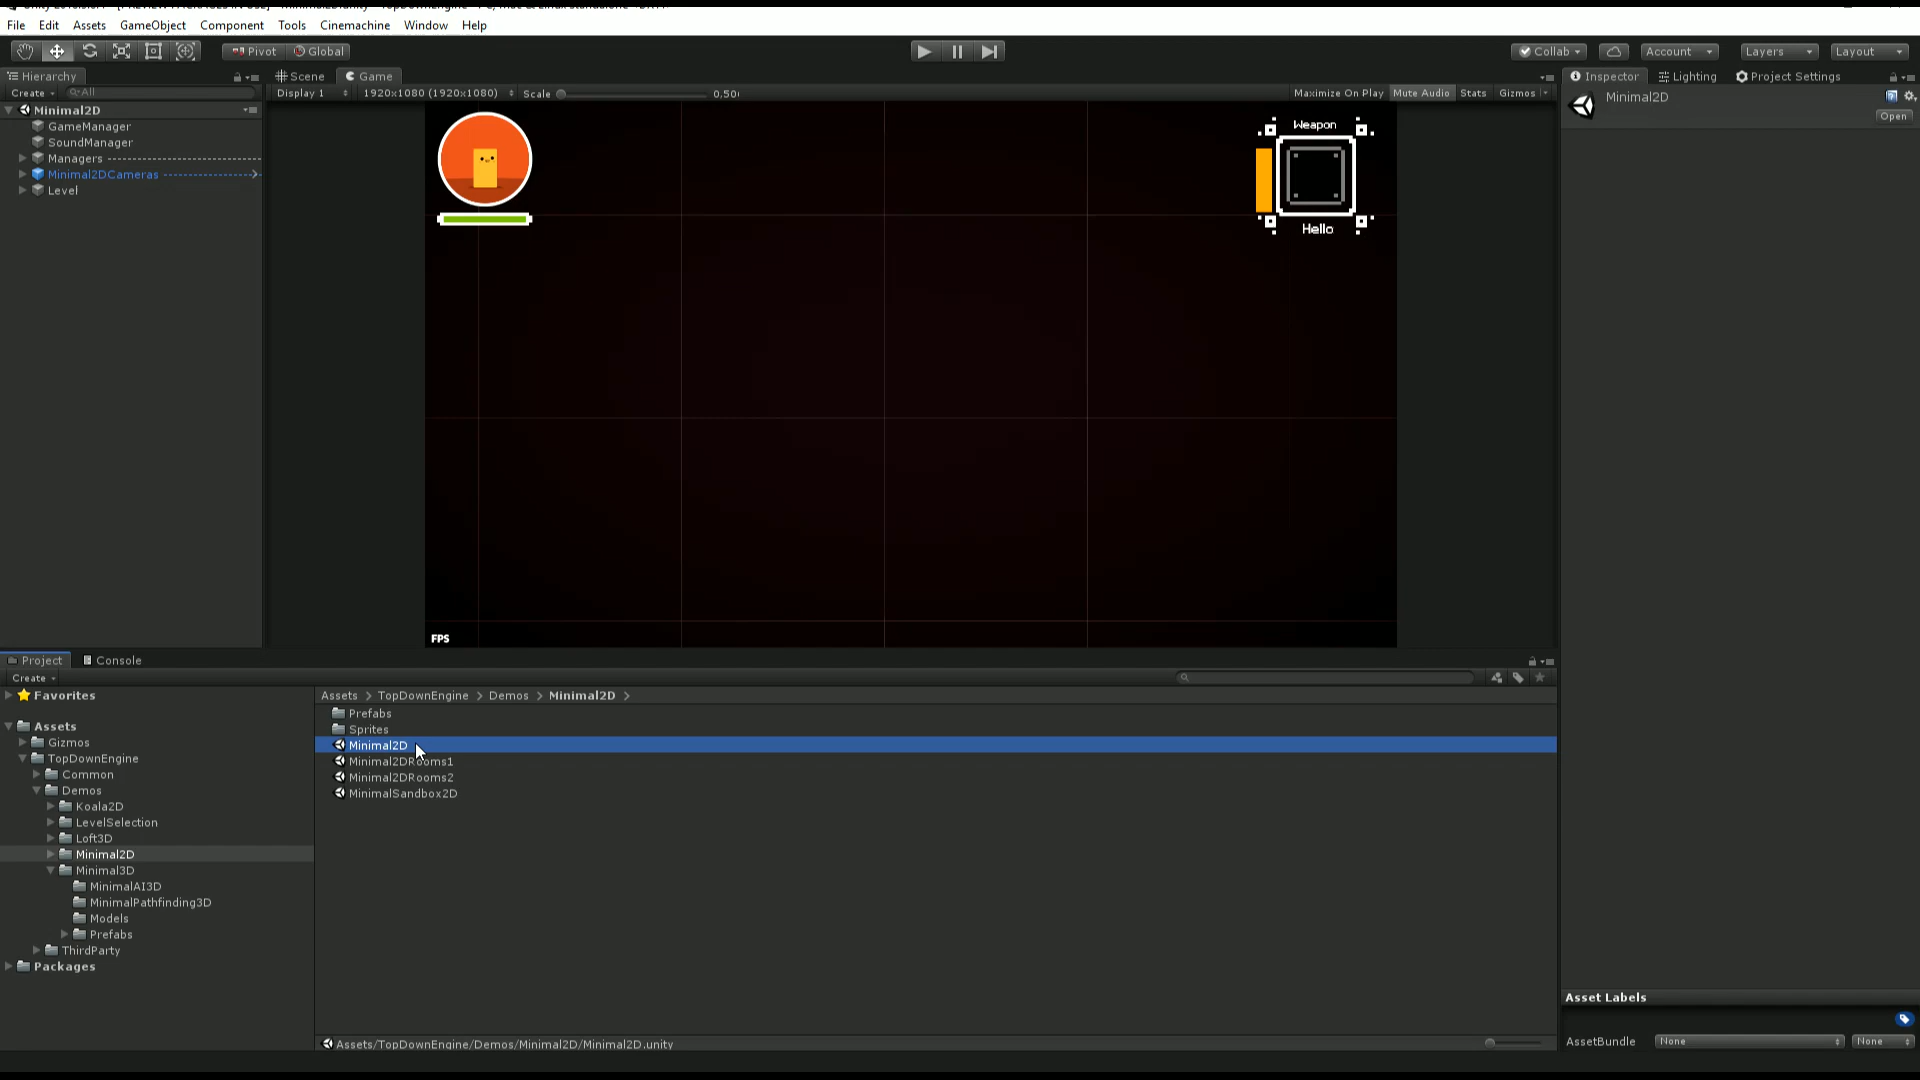 File Edit Assets GameObject Component Tools Cinemachine Window Help
Pivot Global Collab Account Layers Layout
Hierarchy Scene Game Inspector Lighting Project Settings
Create All Display 1 1920x1080 (1920x1080) Scale 0.50 Maximize On Play Mute Audio Stats Gizmos
Minimal2D
Open
Minimal2D
GameManager
SoundManager
Managers
Minimal2DCameras
Level
Weapon
Hello
FPS
Project Console
Create
Favorites
Assets
Gizmos
TopDownEngine
Common
Demos
Koala2D
LevelSelection
Loft3D
Minimal2D
Minimal3D
MinimalAI3D
MinimalPathfinding3D
Models
Prefabs
ThirdParty
Packages
Assets > TopDownEngine > Demos > Minimal2D >
Prefabs
Sprites
Minimal2D
Minimal2DRooms1
Minimal2DRooms2
MinimalSandbox2D
Assets/TopDownEngine/Demos/Minimal2D/Minimal2D.unity
Asset Labels
AssetBundle None None